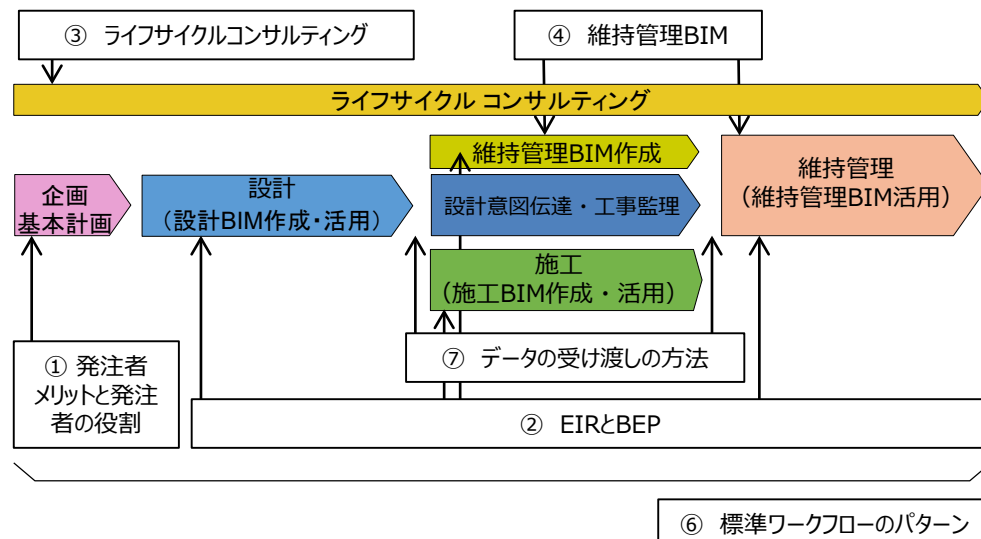 ③ ライフサイクルコンサルティング
④ 維持管理BIM
ライフサイクル コンサルティング
維持管理BIM作成
企画
基本計画
設計
（設計BIM作成・活用）
設計意図伝達・工事監理
維持管理
（維持管理BIM活用）
施工
（施工BIM作成・活用）
① 発注者
メリットと発注
者の役割
⑦ データの受け渡しの方法
② EIRとBEP
⑥ 標準ワークフローのパターン